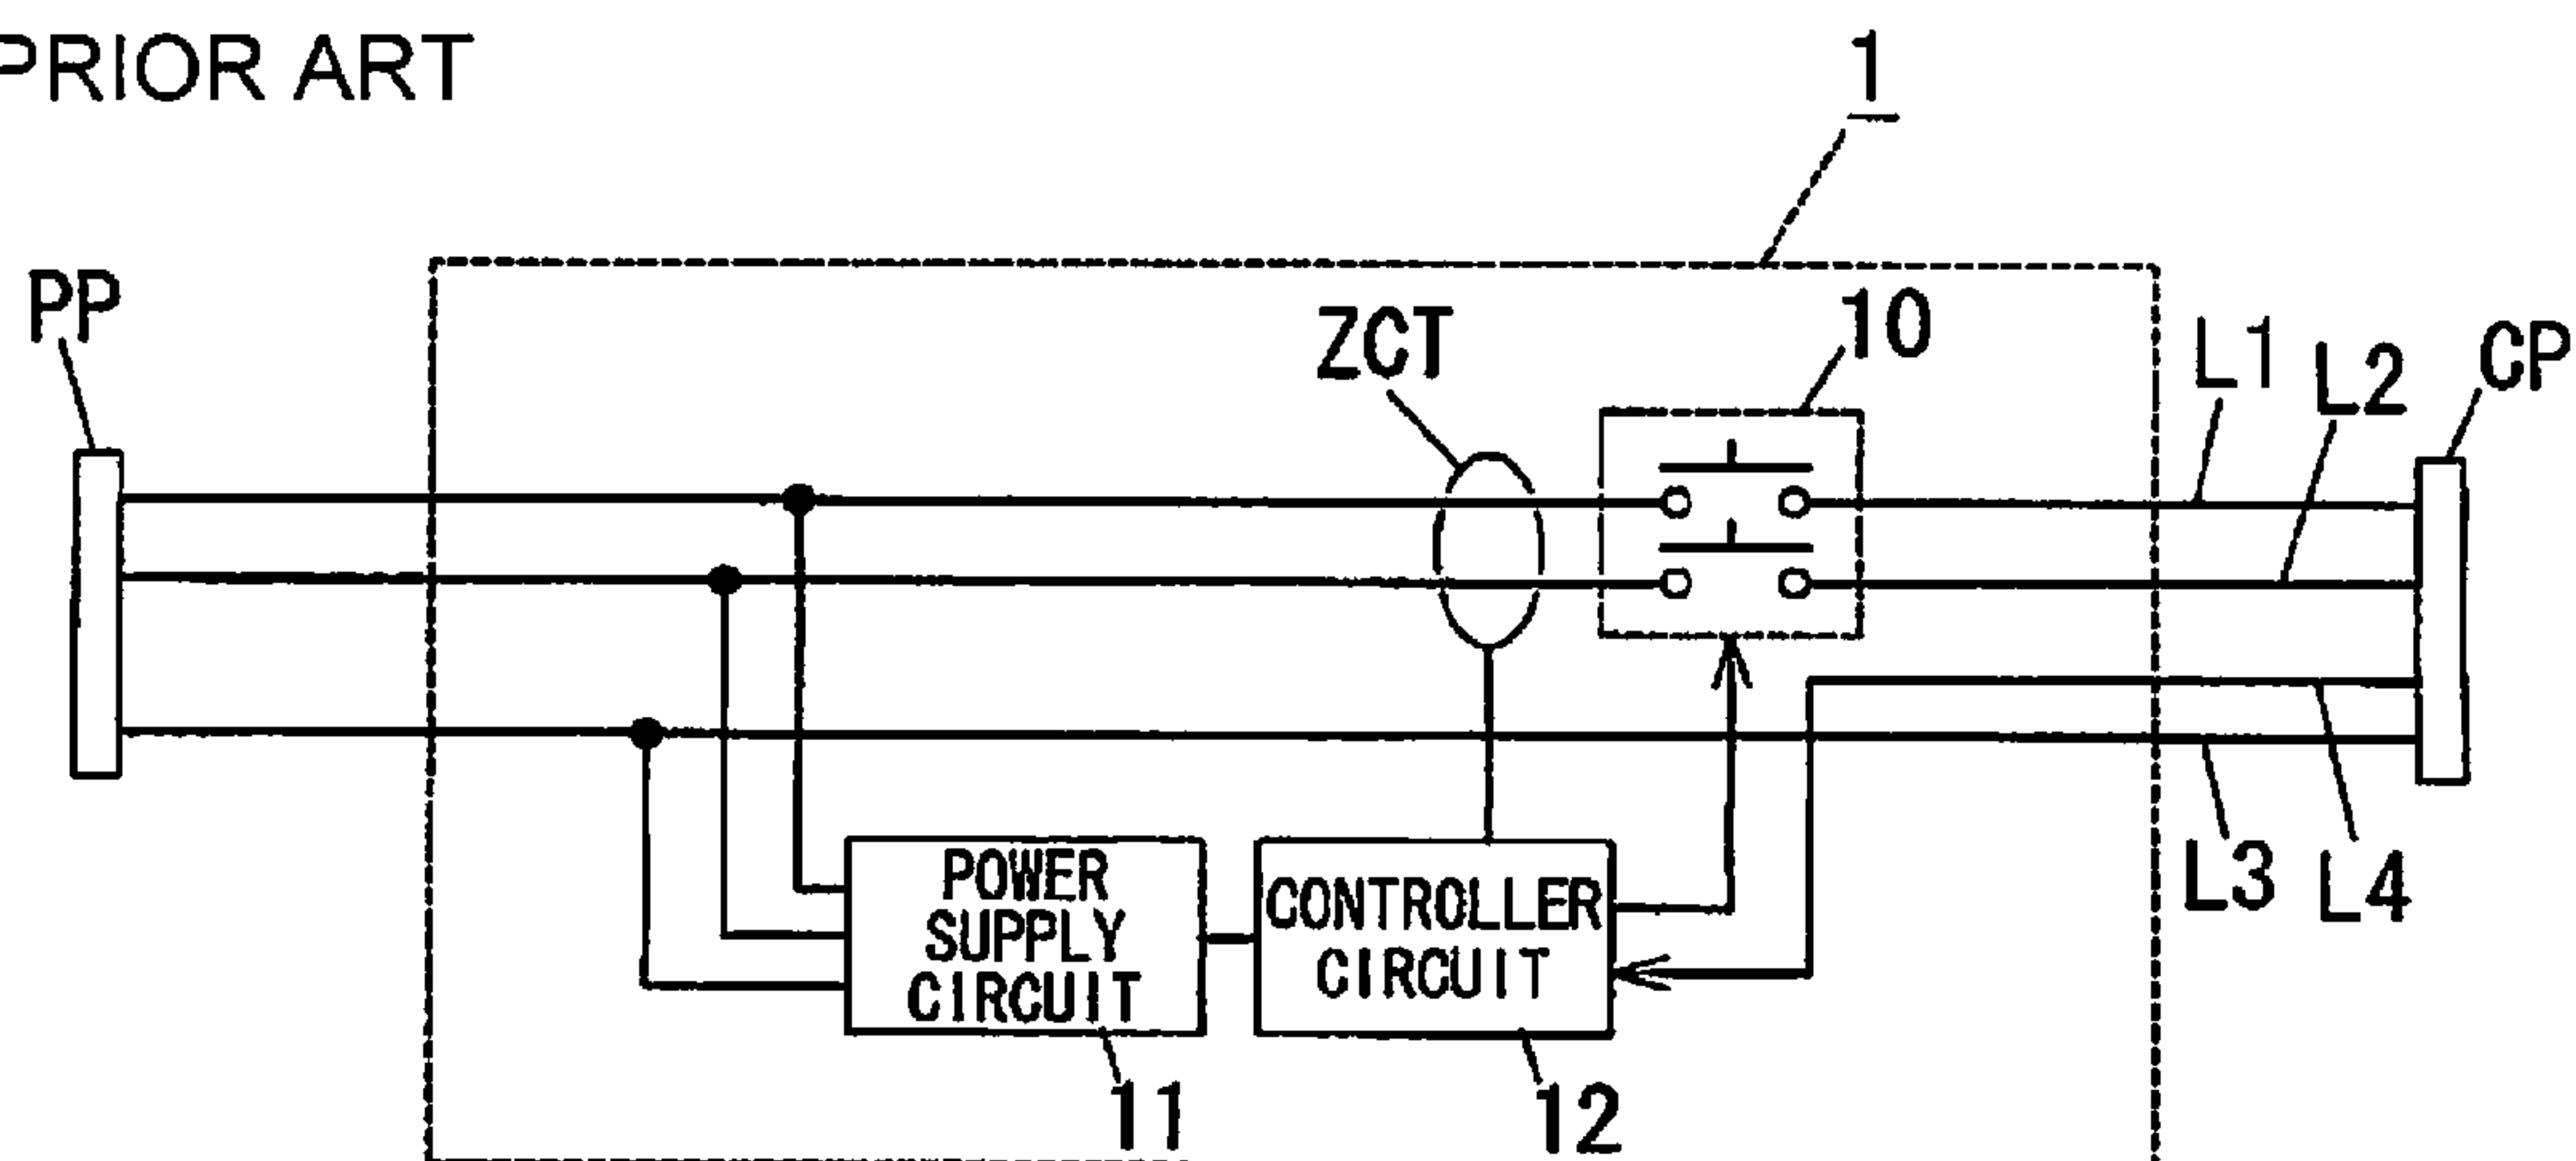 PRIOR ART
1
PP
ZCT
10
L1
L2
CP
POWER
SUPPLY
CIRCUIT
CONTROLLER
CIRCUIT
L3
L4
11
12